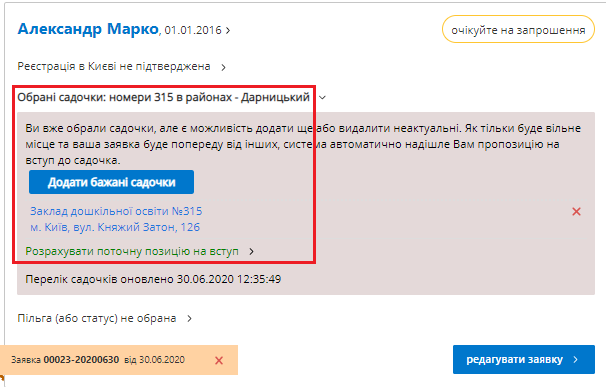 Александр Марко, 01.01.2016
очікуйте на запрошення
Реєстрація в Києві не підтверджена
Обрані садочки: номери 315 в районах - Дарницький
Ви вже обрали садочки, але є можливість додати ще або видалити неактуальні. Як тільки буде вільне
місце та ваша заявка буде попереду від інших, система автоматично надішле Вам пропозицію на
вступ до садочка.
Додати бажані садочки
Заклад дошкільної освіти №315
м. Київ, вул. Княжий Затон, 126
Розрахувати поточну позицію на вступ
Перелік садочків оновлено 30.06.2020 12:35:49
Пільга (або статус) не обрана
Заявка 00023-20200630 від 30.06.2020
редагувати заявку